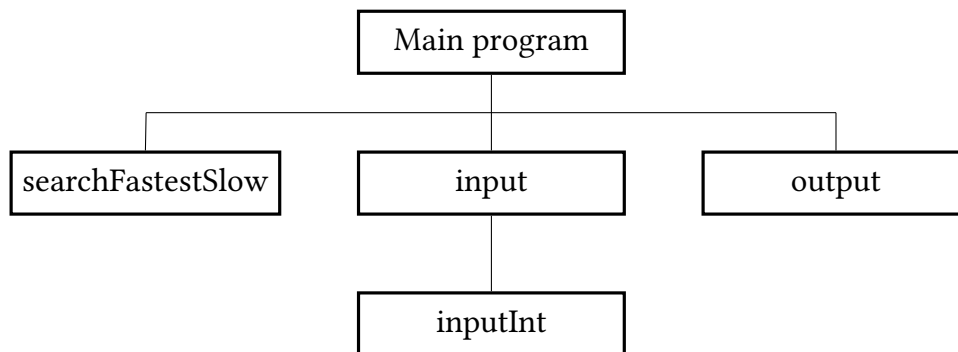 Main program
searchFastestSlow
input
output
inputInt